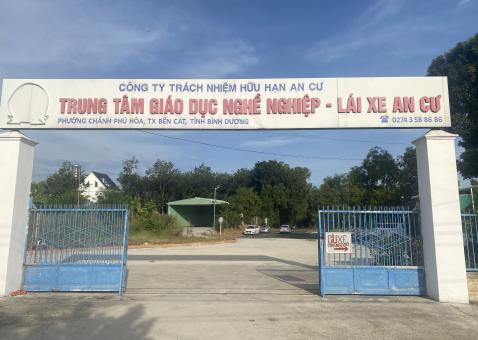 CÔNG TY TRÁCH NHIỆM HỮU HẠN AN CƯ
TRUNG TÂM GIÁO DỤC NGHỀ NGHIỆP - LÁI XE AN CƯ
PHƯỜNG CHÁNH PHÚ HÒA, TX BẾN CÁT, TỈNH BÌNH DƯƠNG
☎ 0274 3 58 86 86